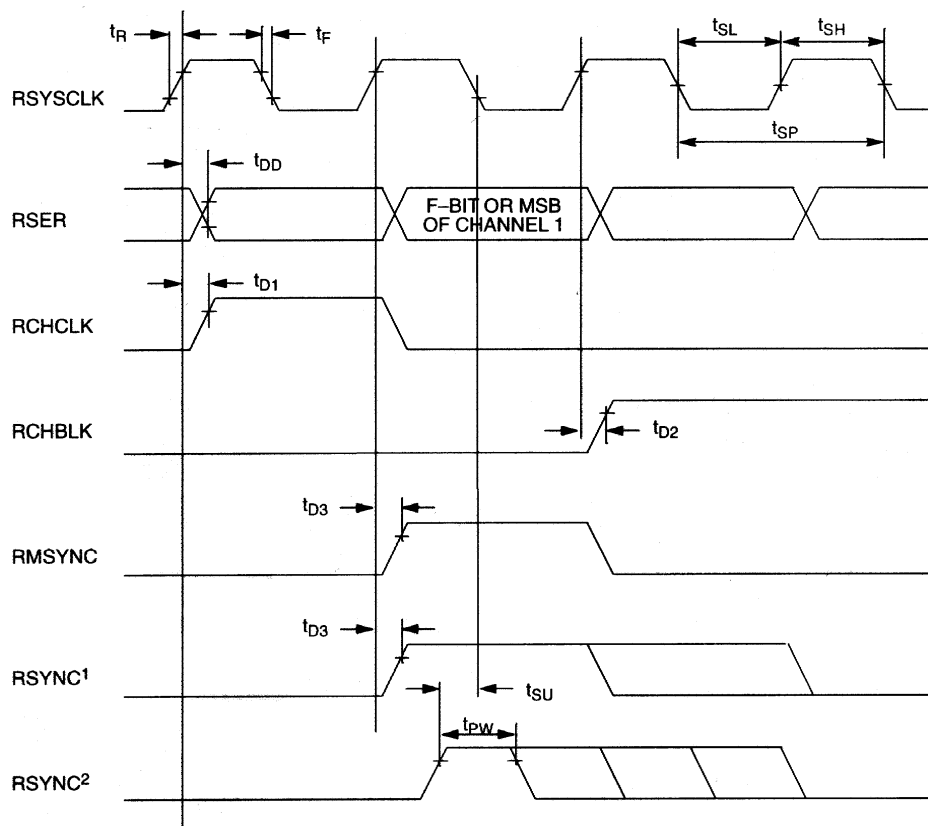 tR
tF
tSL
tSH
RSYSCLK
tSP
tDD
RSER
F–BIT OR MSB
OF CHANNEL 1
tD1
RCHCLK
RCHBLK
tD2
tD3
RMSYNC
tD3
RSYNC1
tSU
tPW
RSYNC2